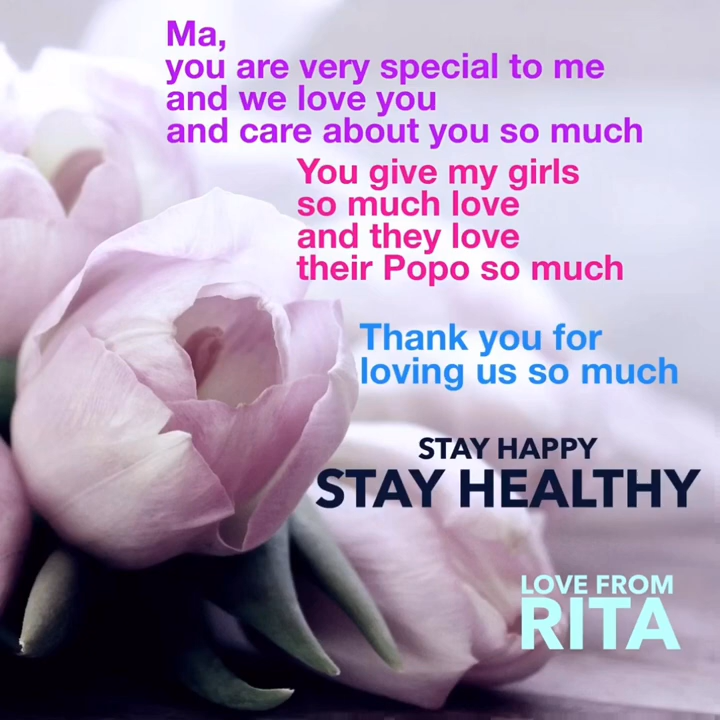 Ma,
you are very special to me
and we love you
and care about you so much
You give my girls
so much love
and they love
their Popo so much
Thank you for
loving us so much
STAY HAPPY
STAY HEALTHY
LOVE FROM
RITA